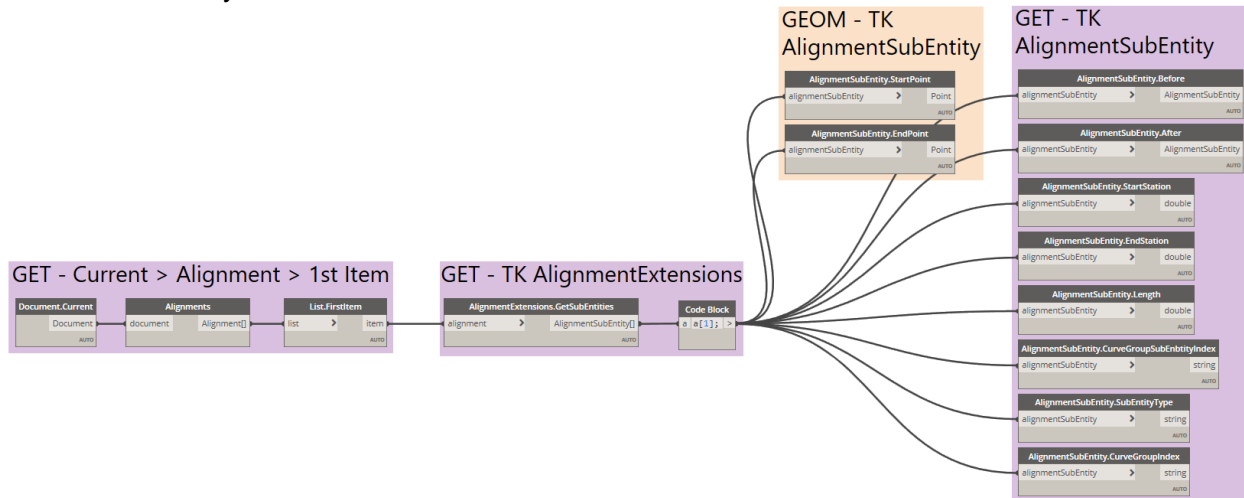 GEOM - TK
AlignmentSubEntity
AlignmentSubEntity.StartPoint
alignmentSubEntity > Point
AUTO
AlignmentSubEntity.EndPoint
alignmentSubEntity > Point
AUTO
GET - TK
AlignmentSubEntity
AlignmentSubEntity.Before
alignmentSubEntity > AlignmentSubEntity
AUTO
AlignmentSubEntity.After
alignmentSubEntity > AlignmentSubEntity
AUTO
AlignmentSubEntity.StartStation
alignmentSubEntity > double
AUTO
AlignmentSubEntity.EndStation
alignmentSubEntity > double
AUTO
AlignmentSubEntity.Length
alignmentSubEntity > double
AUTO
AlignmentSubEntity.CurveGroupSubEnbtityIndex
alignmentSubEntity > string
AUTO
AlignmentSubEntity.SubEntityType
alignmentSubEntity > string
AUTO
AlignmentSubEntity.CurveGroupIndex
alignmentSubEntity > string
AUTO
GET - Current > Alignment > 1st Item
Document.Current
Document
AUTO
Alignments
document Alignment[]
AUTO
List.FirstItem
list > item
AUTO
GET - TK AlignmentExtensions
AlignmentExtensions.GetSubEntities
alignment > AlignmentSubEntity[]
AUTO
Code Block
a a[1]; >